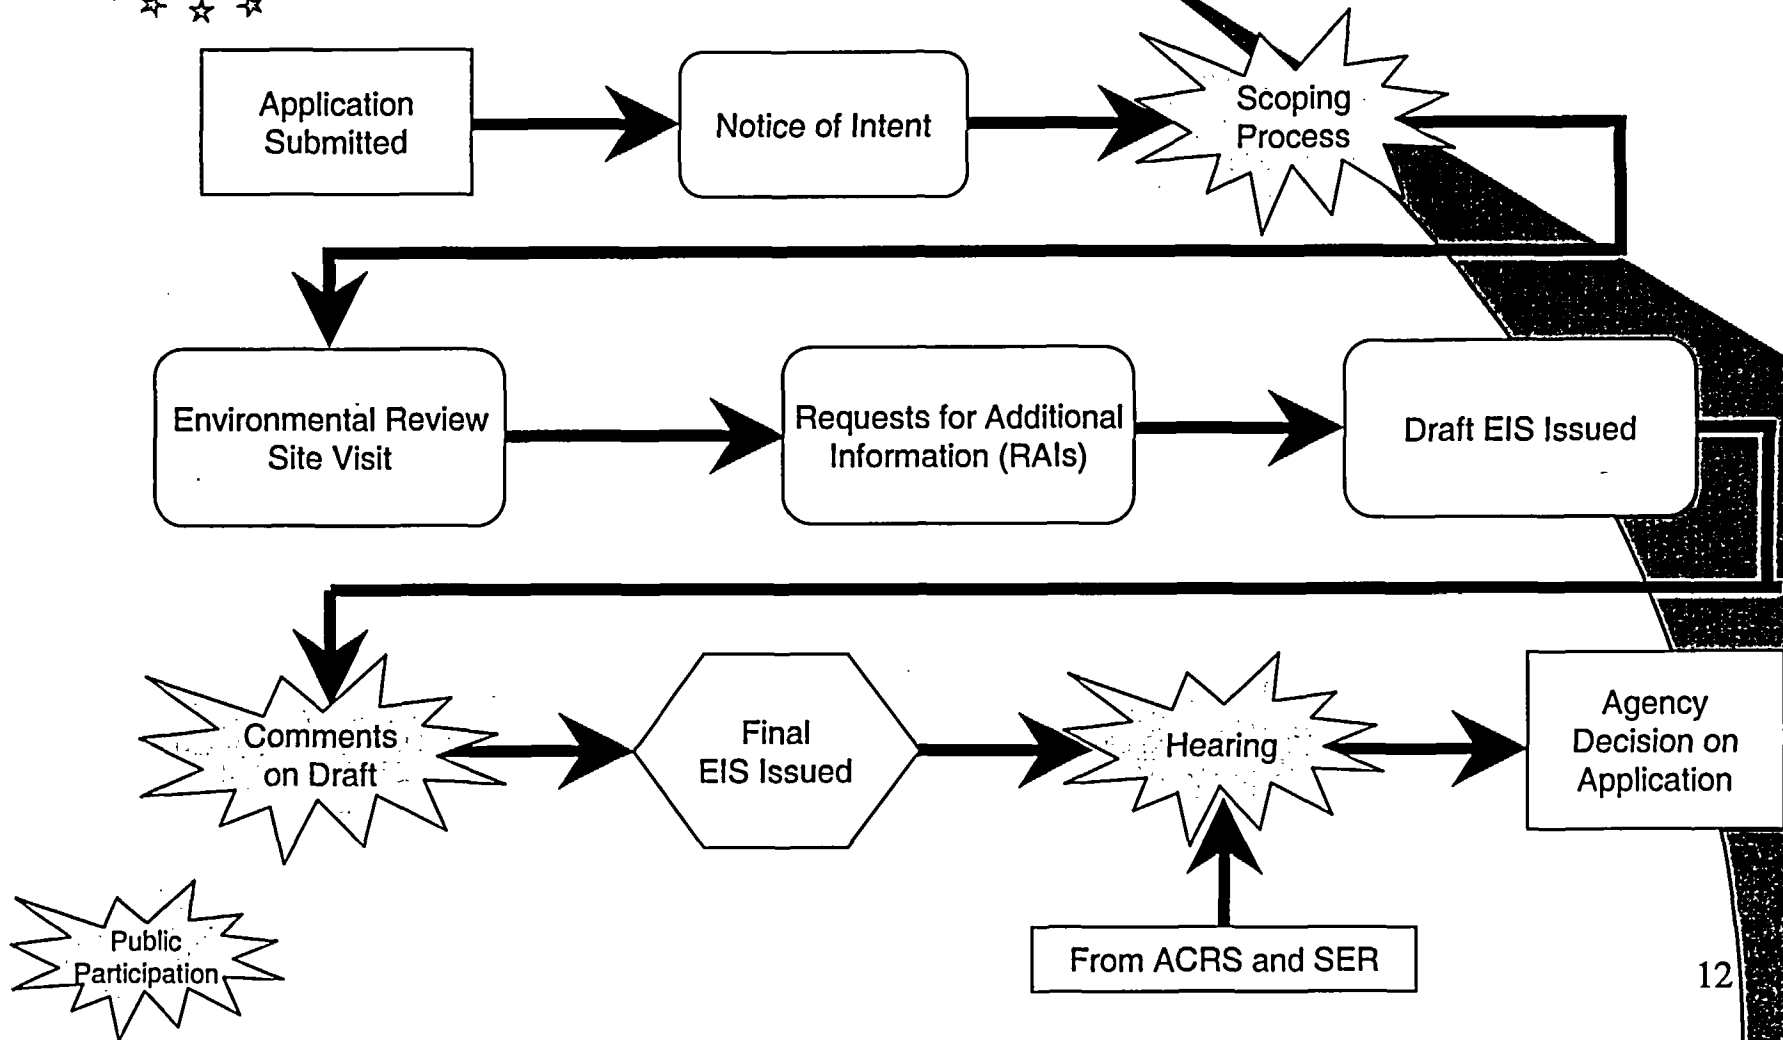 Application
Submitted
Notice of Intent
Scoping
Process
Environmental Review
Site Visit
Requests for Additional
Information (RAIs)
Draft EIS Issued
Comments
on Draft
Final
EIS Issued
Hearing
Agency
Decision on
Application
From ACRS and SER
Public
Participation
12